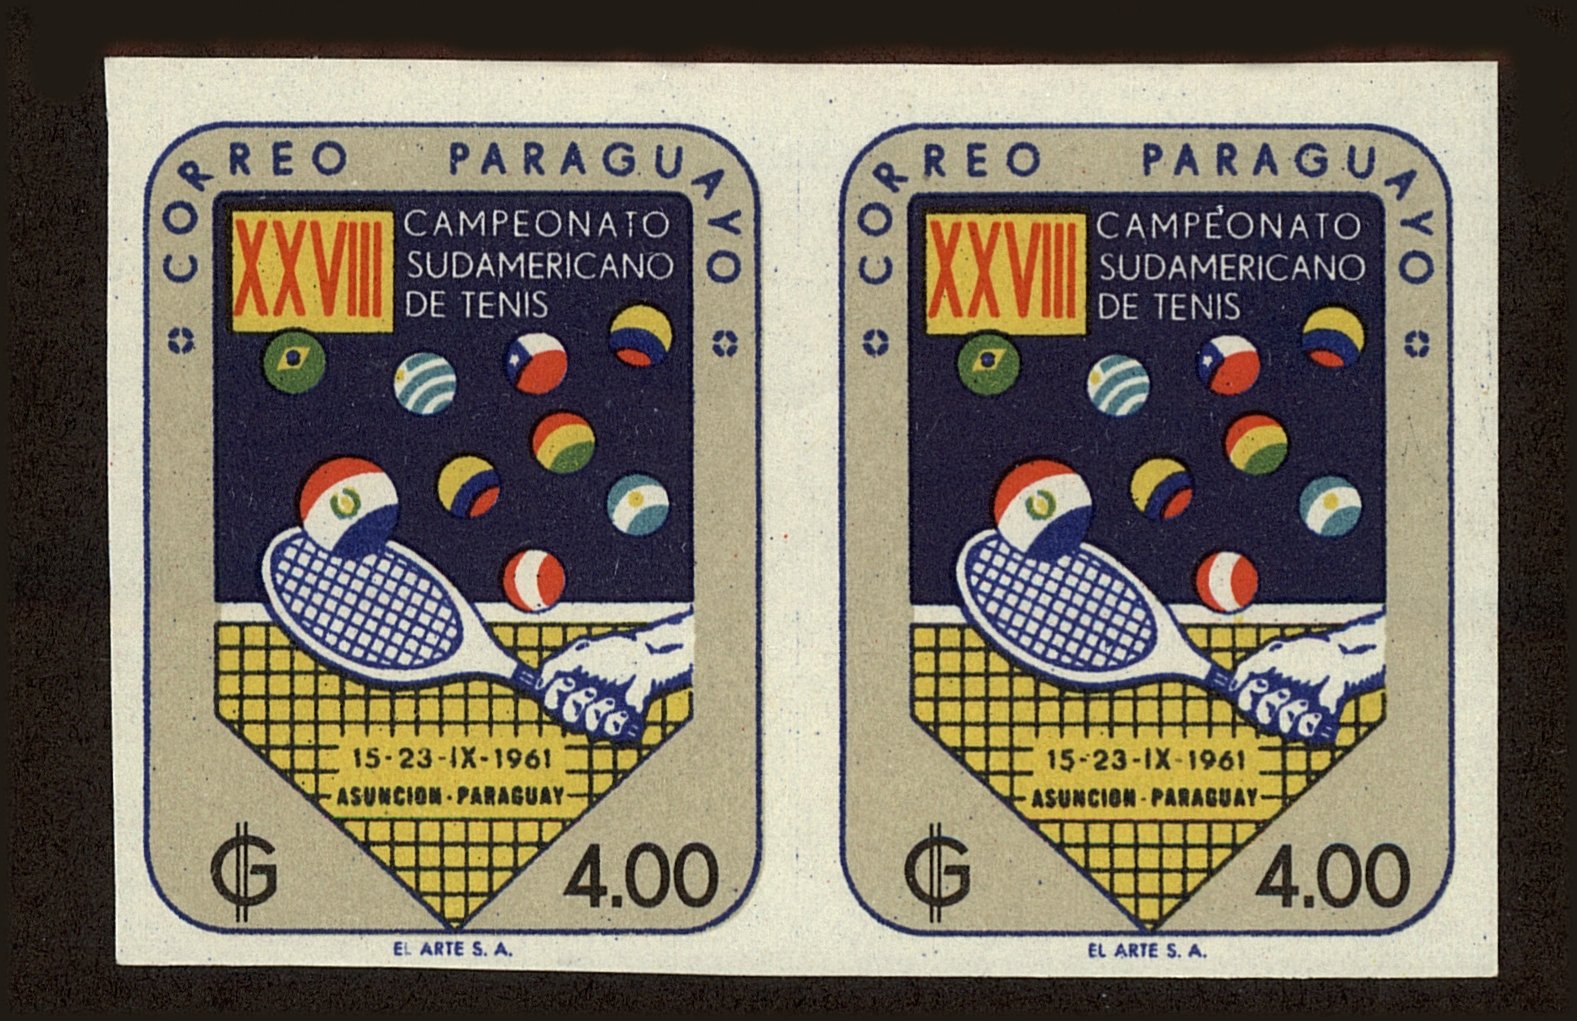 CORREO PARAGUAYO
XXVIII
CAMPEONATO
SUDAMERICANO
DE TENIS
15-23-IX-1961
ASUNCION-PARAGUAY
₲ 4.00
EL ARTE S. A.
CORREO PARAGUAYO
XXVIII
CAMPEONATO
SUDAMERICANO
DE TENIS
15-23-IX-1961
ASUNCION-PARAGUAY
₲ 4.00
EL ARTE S. A.